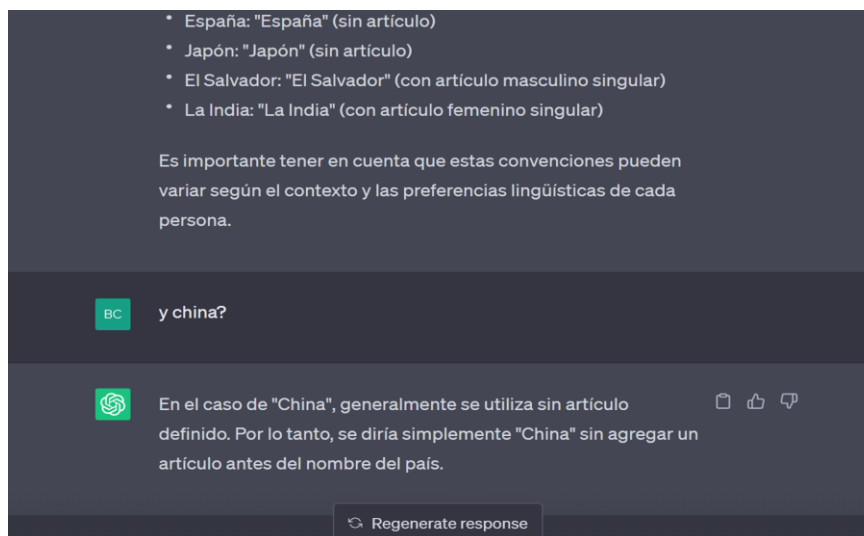 • España: "España" (sin artículo)
• Japón: "Japón" (sin artículo)
• El Salvador: "El Salvador" (con artículo masculino singular)
• La India: "La India" (con artículo femenino singular)
Es importante tener en cuenta que estas convenciones pueden
variar según el contexto y las preferencias lingüísticas de cada
persona.
BC y china?
En el caso de "China", generalmente se utiliza sin artículo
definido. Por lo tanto, se diría simplemente "China" sin agregar un
artículo antes del nombre del país.
Regenerate response